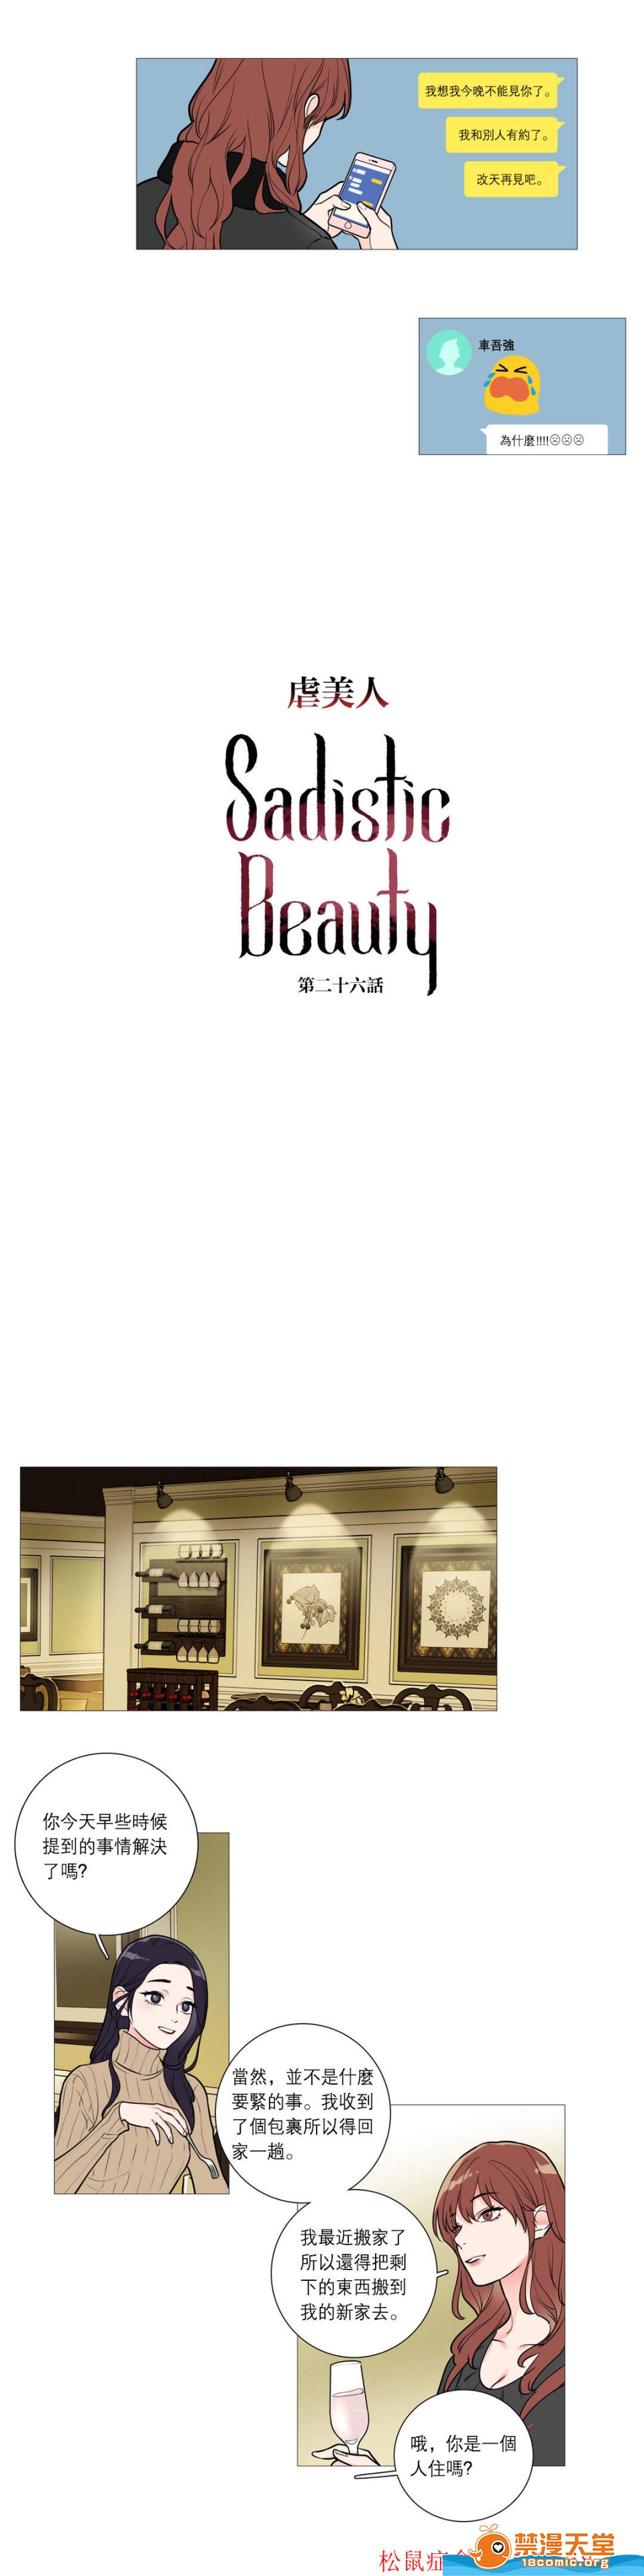 我想我今晚不能見你了。
我和別人有約了。
改天再見吧。
車吾強
為什麼!!!!☹☹☹
虐美人
Sadistic
Beauty
第二十六話
你今天早些時候
提到的事情解決
了嗎?
當然，並不是什麼
要緊的事。我收到
了個包裹所以得回
家一趟。
我最近搬家了
所以還得把剩
下的東西搬到
我的新家去。
哦，你是一個
人住嗎?
松鼠症
禁漫天堂
18comic.org